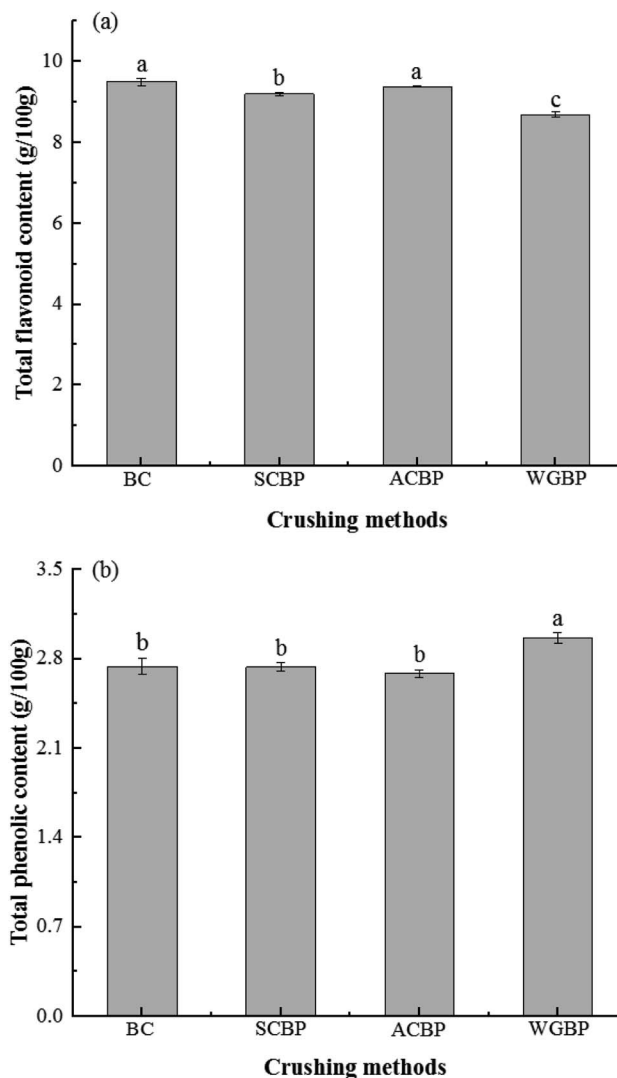 (a)
Total flavonoid content (g/100g)
10
8
6
4
2
0
a
b
a
c
BC
SCBP
ACBP
WGBP
Crushing methods
(b)
Total phenolic content (g/100g)
3.5
2.8
2.1
1.4
0.7
0.0
b
b
b
a
BC
SCBP
ACBP
WGBP
Crushing methods